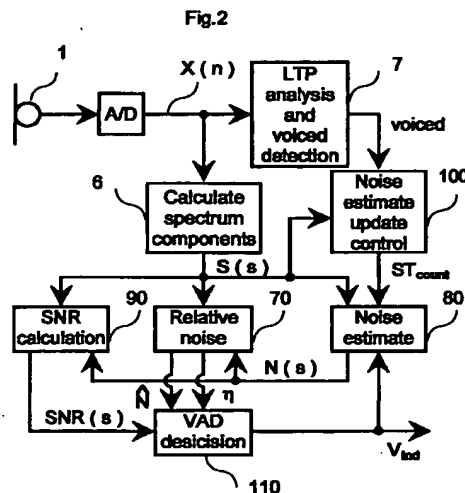 Fig.2
1
X(n)
7
A/D
LTP
analysis
and
voiced
detection
voiced
6
Calculate
spectrum
components
100
Noise
estimate
update
control
S(s)
ST_count
SNR
calculation
90
Relative
noise
70
Noise
estimate
80
N(s)
N̂
η
SNR(s)
VAD
desicision
V_ind
110